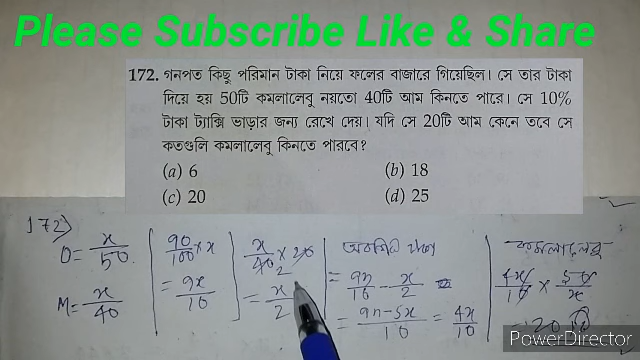 Please Subscribe Like & Share
172. গনপত কিছু পরিমান টাকা নিয়ে ফলের বাজারে গিয়েছিল। সে তার টাকা
দিয়ে হয় 50টি কমলালেবু নয়তো 40টি আম কিনতে পারে। সে 10%
টাকা ট্যাক্সি ভাড়ার জন্য রেখে দেয়। যদি সে 20টি আম কেনে তবে সে
কতগুলি কমলালেবু কিনতে পারবে?
(a) 6 (b) 18
(c) 20 (d) 25
172)
O = x/50
M = x/40
90/100 × x
= 9x/10
x/40 × 20
2
= x/2
= 9x/10 - x/2
= 9x-5x/10 = 4x/10
কমলালেবু
4x/10 × 50/x
= 20
PowerDirector